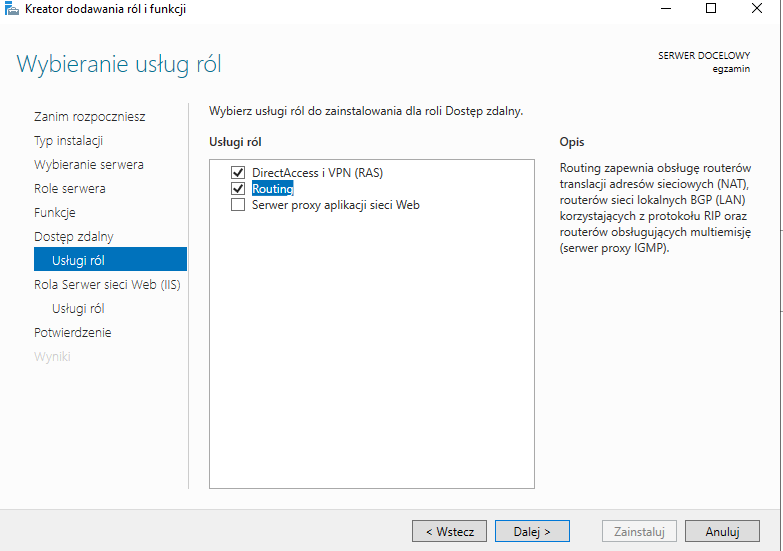 Kreator dodawania ról i funkcji
Wybieranie usług ról
SERWER DOCELOWY
egzamin
Zanim rozpoczniesz
Typ instalacji
Wybieranie serwera
Role serwera
Funkcje
Dostęp zdalny
Usługi ról
Rola Serwer sieci Web (IIS)
Usługi ról
Potwierdzenie
Wyniki
Wybierz usługi ról do zainstalowania dla roli Dostęp zdalny.
Usługi ról
DirectAccess i VPN (RAS)
Routing
Serwer proxy aplikacji sieci Web
Opis
Routing zapewnia obsługę routerów
translacji adresów sieciowych (NAT),
routerów sieci lokalnych BGP (LAN)
korzystających z protokołu RIP oraz
routerów obsługujących multiemisję
(serwer proxy IGMP).
< Wstecz
Dalej >
Zainstaluj
Anuluj